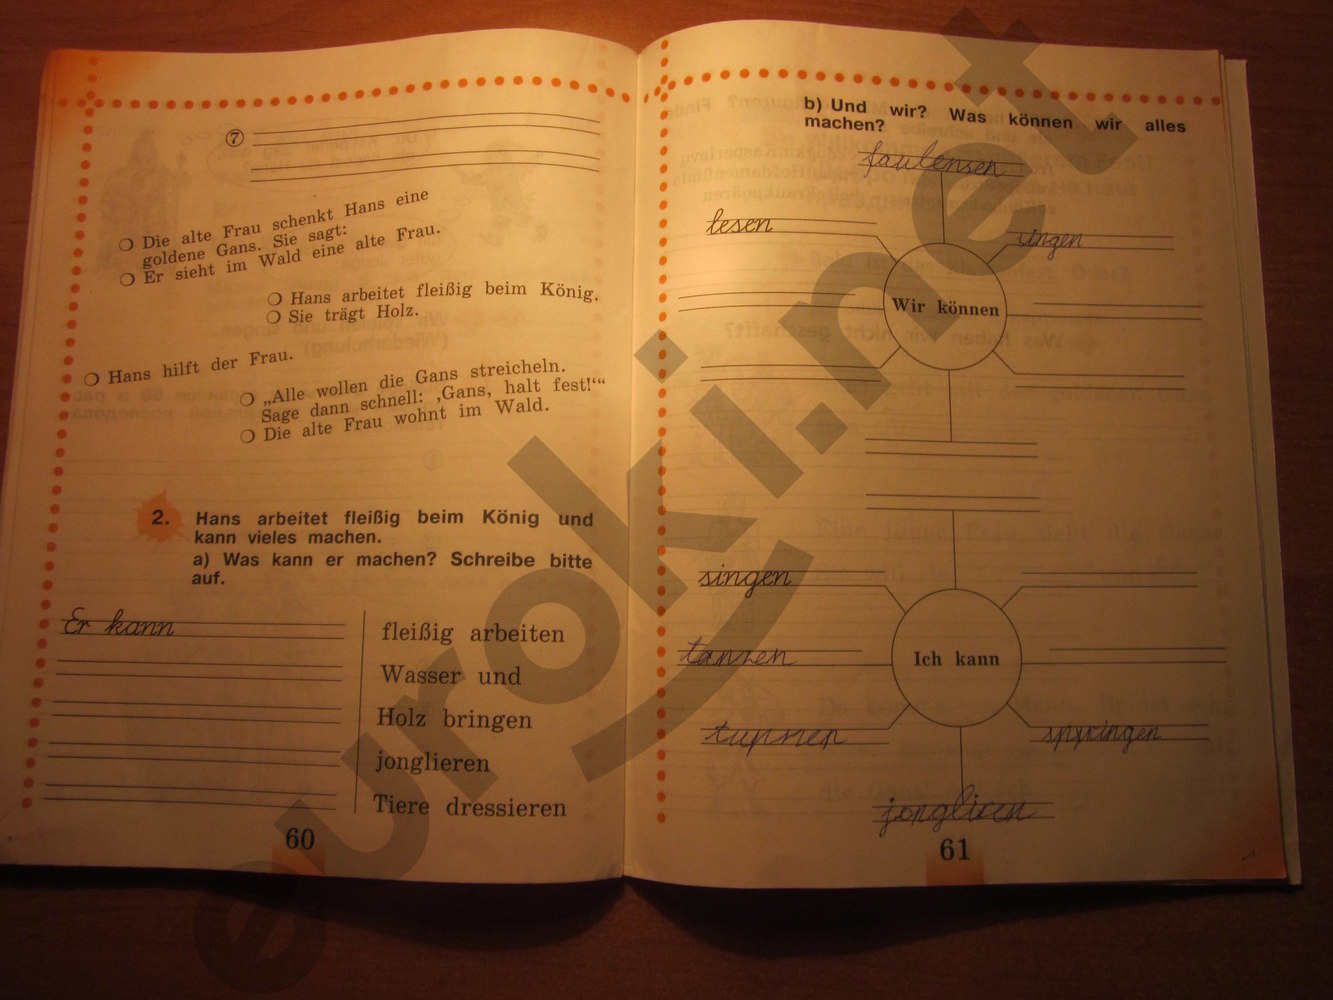 7
Die alte Frau schenkt Hans eine
goldene Gans. Sie sagt:
Er sieht im Wald eine alte Frau.
Hans arbeitet fleißig beim König.
Sie trägt Holz.
Hans hilft der Frau.
„Alle wollen die Gans streicheln.
Sage dann schnell: ‚Gans, halt fest!‘“
Die alte Frau wohnt im Wald.
2. Hans arbeitet fleißig beim König und
kann vieles machen.
a) Was kann er machen? Schreibe bitte
auf.
Er kann
fleißig arbeiten
Wasser und
Holz bringen
jonglieren
Tiere dressieren
60
b) Und wir? Was können wir alles
machen?
faulensen
lesen
Wir können
singen
tanzen
Ich kann
turnen
springen
jongliren
61
euroki.net